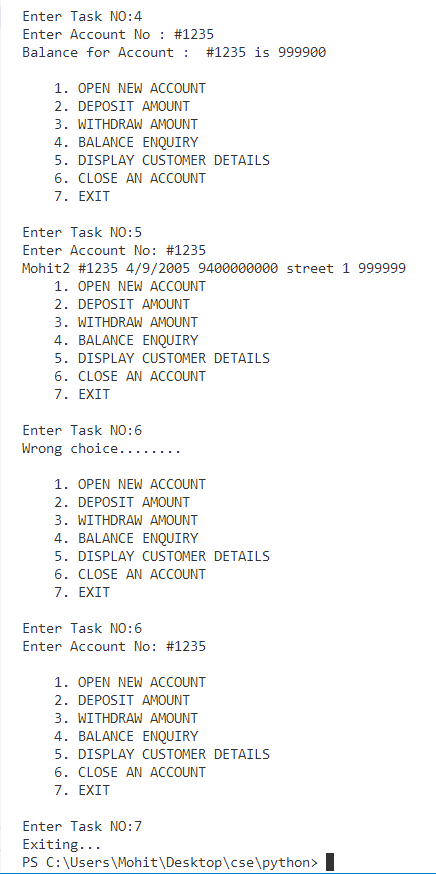 Enter Task NO:4
Enter Account No : #1235
Balance for Account :  #1235 is 999900
1. OPEN NEW ACCOUNT
2. DEPOSIT AMOUNT
3. WITHDRAW AMOUNT
4. BALANCE ENQUIRY
5. DISPLAY CUSTOMER DETAILS
6. CLOSE AN ACCOUNT
7. EXIT
Enter Task NO:5
Enter Account No: #1235
Mohit2 #1235 4/9/2005 9400000000 street 1 999999
1. OPEN NEW ACCOUNT
2. DEPOSIT AMOUNT
3. WITHDRAW AMOUNT
4. BALANCE ENQUIRY
5. DISPLAY CUSTOMER DETAILS
6. CLOSE AN ACCOUNT
7. EXIT
Enter Task NO:6
Wrong choice........
1. OPEN NEW ACCOUNT
2. DEPOSIT AMOUNT
3. WITHDRAW AMOUNT
4. BALANCE ENQUIRY
5. DISPLAY CUSTOMER DETAILS
6. CLOSE AN ACCOUNT
7. EXIT
Enter Task NO:6
Enter Account No: #1235
1. OPEN NEW ACCOUNT
2. DEPOSIT AMOUNT
3. WITHDRAW AMOUNT
4. BALANCE ENQUIRY
5. DISPLAY CUSTOMER DETAILS
6. CLOSE AN ACCOUNT
7. EXIT
Enter Task NO:7
Exiting...
PS C:\Users\Mohit\Desktop\cse\python>